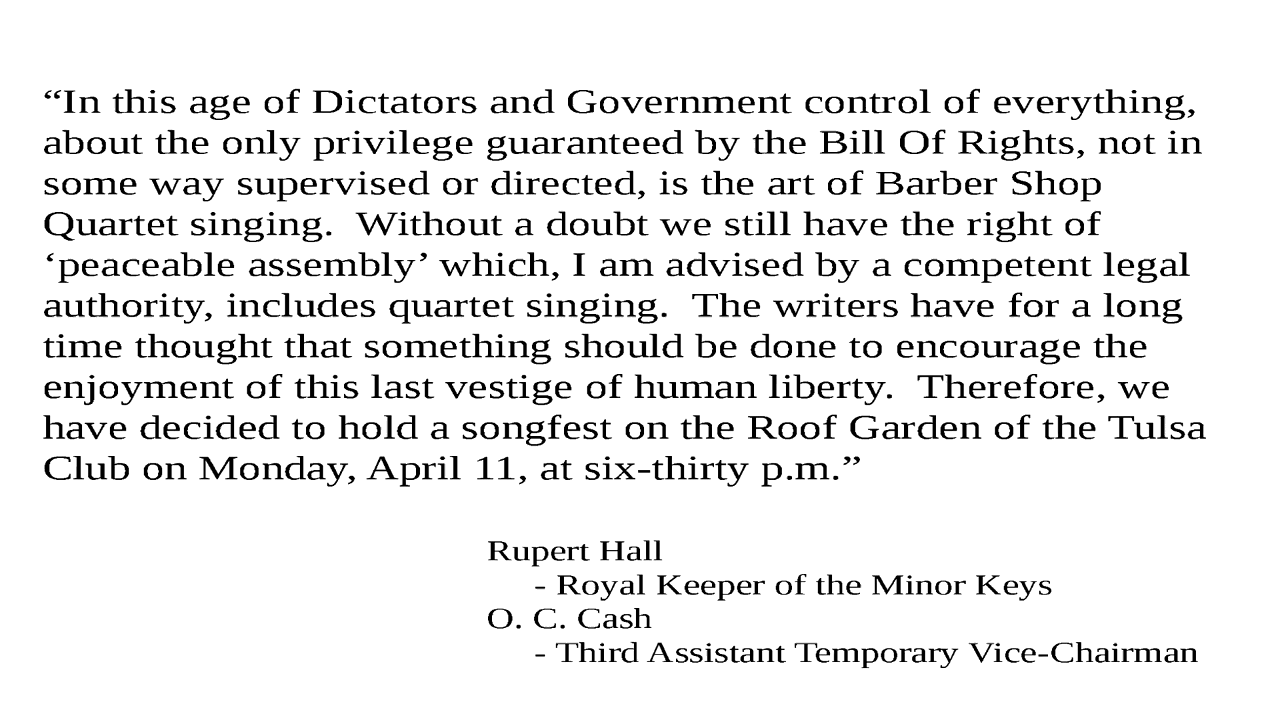 “In this age of Dictators and Government control of everything,
about the only privilege guaranteed by the Bill Of Rights, not in
some way supervised or directed, is the art of Barber Shop
Quartet singing.  Without a doubt we still have the right of
‘peaceable assembly’ which, I am advised by a competent legal
authority, includes quartet singing.  The writers have for a long
time thought that something should be done to encourage the
enjoyment of this last vestige of human liberty.  Therefore, we
have decided to hold a songfest on the Roof Garden of the Tulsa
Club on Monday, April 11, at six-thirty p.m.”
Rupert Hall
- Royal Keeper of the Minor Keys
O. C. Cash
- Third Assistant Temporary Vice-Chairman